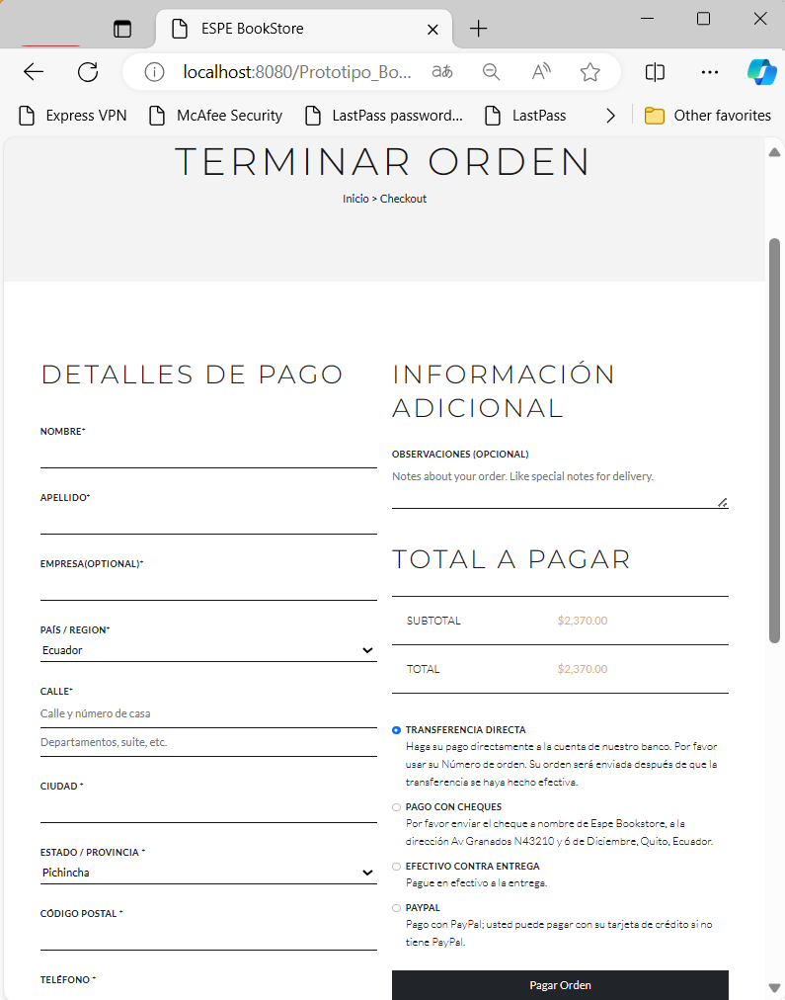 ESPE BookStore
localhost:8080/Prototipo_Bo...
Express VPN
McAfee Security
LastPass password...
LastPass
Other favorites
TERMINAR ORDEN
Inicio > Checkout
DETALLES DE PAGO
NOMBRE*
APELLIDO*
EMPRESA(OPTIONAL)*
PAÍS / REGION*
Ecuador
CALLE*
Calle y número de casa
Departamentos, suite, etc.
CIUDAD *
ESTADO / PROVINCIA *
Pichincha
CÓDIGO POSTAL *
TELÉFONO *
INFORMACIÓN
ADICIONAL
OBSERVACIONES (OPCIONAL)
Notes about your order. Like special notes for delivery.
TOTAL A PAGAR
SUBTOTAL $2,370.00
TOTAL $2,370.00
TRANSFERENCIA DIRECTA
Haga su pago directamente a la cuenta de nuestro banco. Por favor
usar su Número de orden. Su orden será enviada después de que la
transferencia se haya hecho efectiva.
PAGO CON CHEQUES
Por favor enviar el cheque a nombre de Espe Bookstore, a la
dirección Av Granados N43210 y 6 de Diciembre, Quito, Ecuador.
EFECTIVO CONTRA ENTREGA
Pague en efectivo a la entrega.
PAYPAL
Pago con PayPal; usted puede pagar con su tarjeta de crédito si no
tiene PayPal.
Pagar Orden